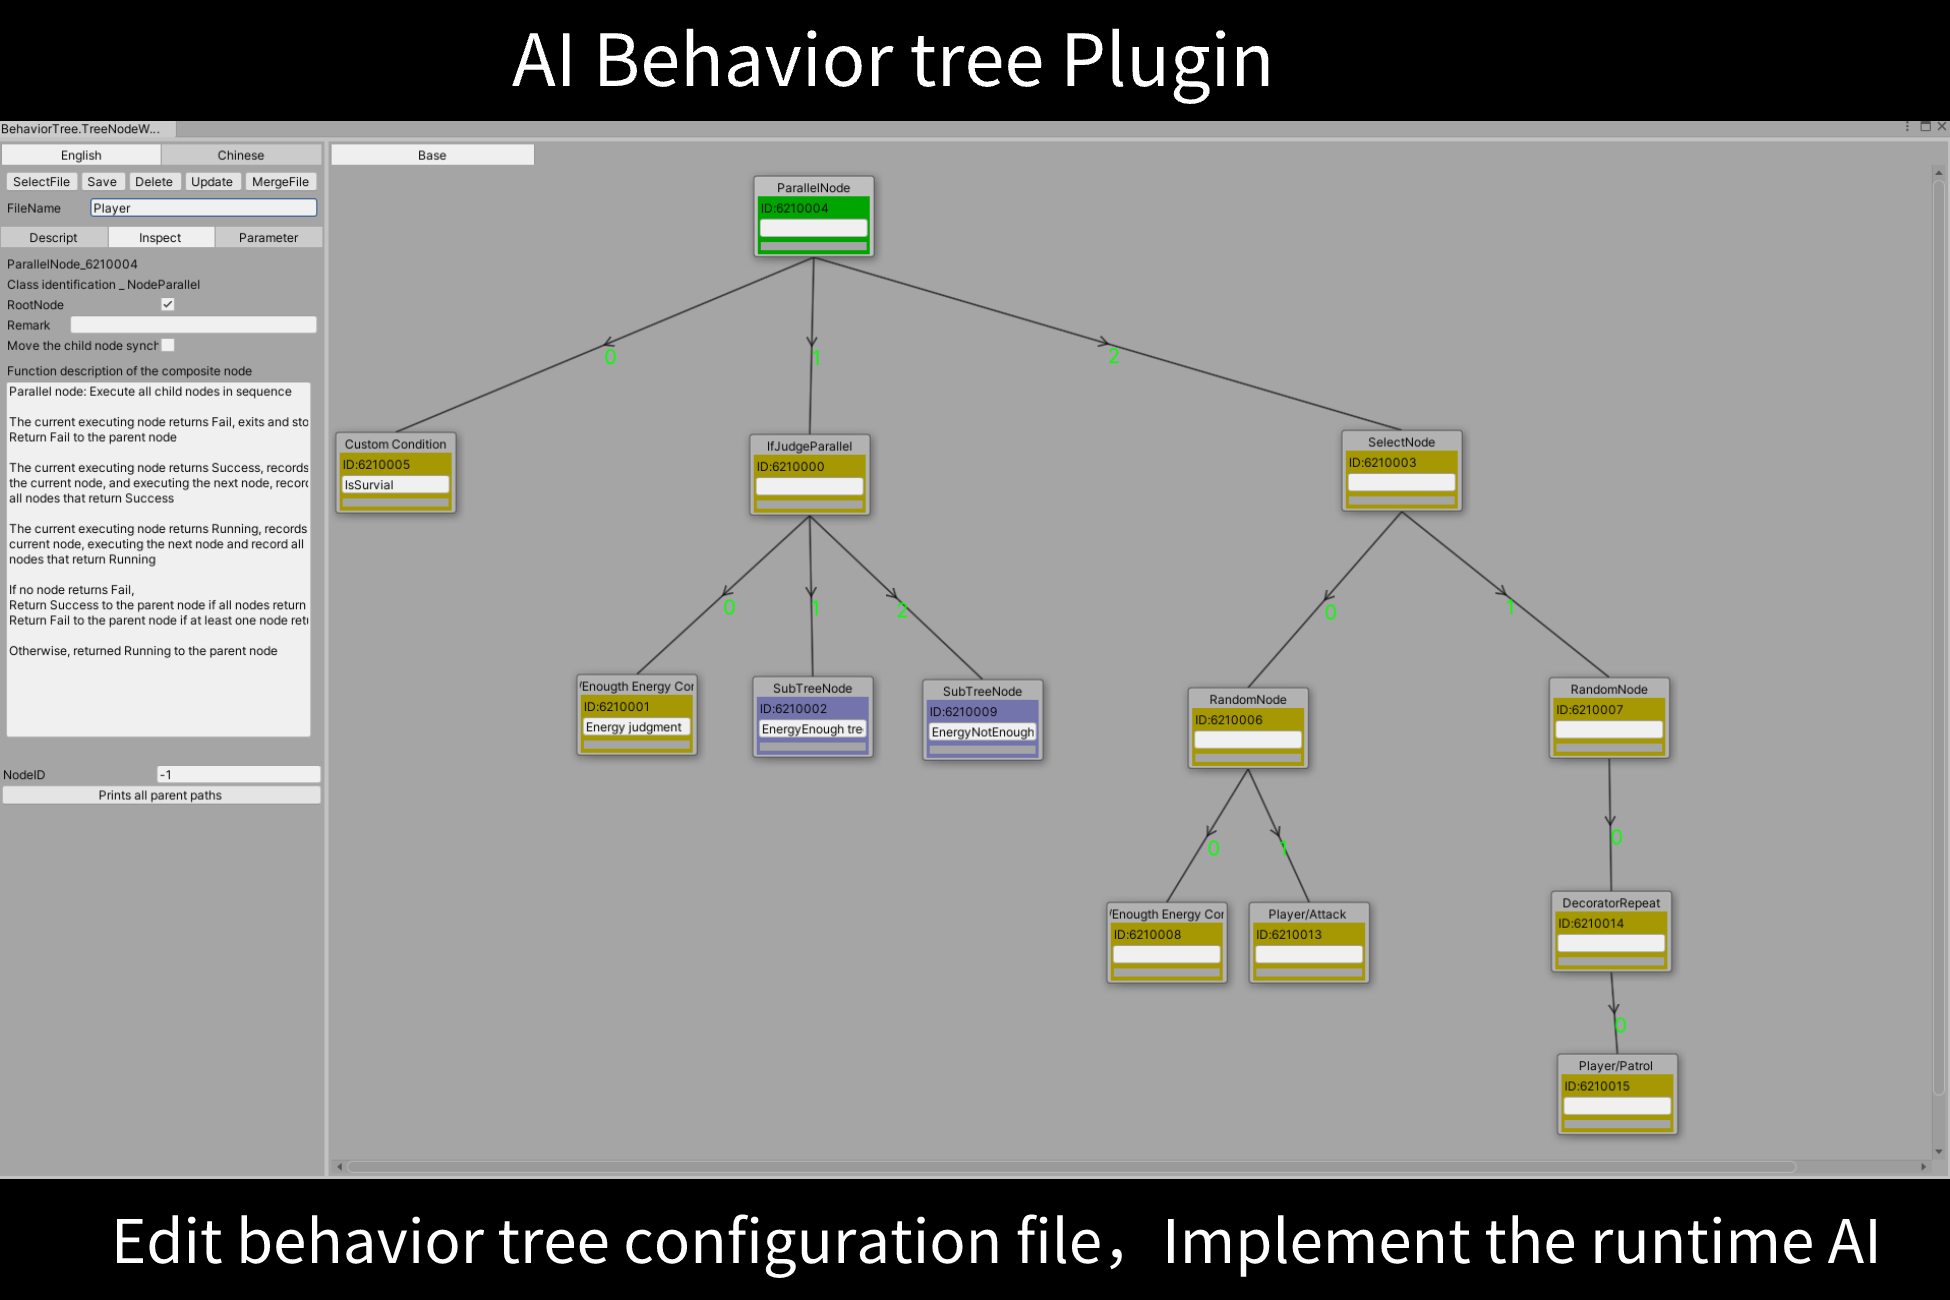 AI Behavior tree Plugin
BehaviorTree.TreeNodeW...
English
Chinese
Base
SelectFile
Save
Delete
Update
MergeFile
FileName
Player
Descript
Inspect
Parameter
ParallelNode_6210004
Class identification _ NodeParallel
RootNode
Remark
Move the child node synch
Function description of the composite node
Parallel node: Execute all child nodes in sequence
The current executing node returns Fail, exits and sto
Return Fail to the parent node
The current executing node returns Success, records
the current node, and executing the next node, recor
all nodes that return Success
The current executing node returns Running, records
current node, executing the next node and record all
nodes that return Running
If no node returns Fail,
Return Success to the parent node if all nodes return
Return Fail to the parent node if at least one node retu
Otherwise, returned Running to the parent node
NodeID
-1
Prints all parent paths
ParallelNode
ID:6210004
0
1
2
Custom Condition
ID:6210005
IsSurvial
IfJudgeParallel
ID:6210000
SelectNode
ID:6210003
0
1
2
0
1
/Enougth Energy Cor
ID:6210001
Energy judgment
SubTreeNode
ID:6210002
EnergyEnough tre
SubTreeNode
ID:6210009
EnergyNotEnough
RandomNode
ID:6210006
RandomNode
ID:6210007
0
1
0
/Enougth Energy Cor
ID:6210008
Player/Attack
ID:6210013
DecoratorRepeat
ID:6210014
0
Player/Patrol
ID:6210015
Edit behavior tree configuration file，Implement the runtime AI